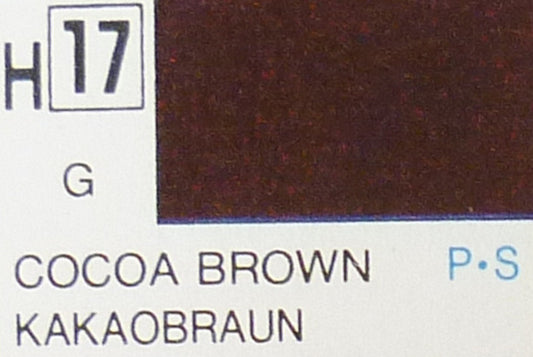 H 17
G
COCOA BROWN P•S
KAKAOBRAUN